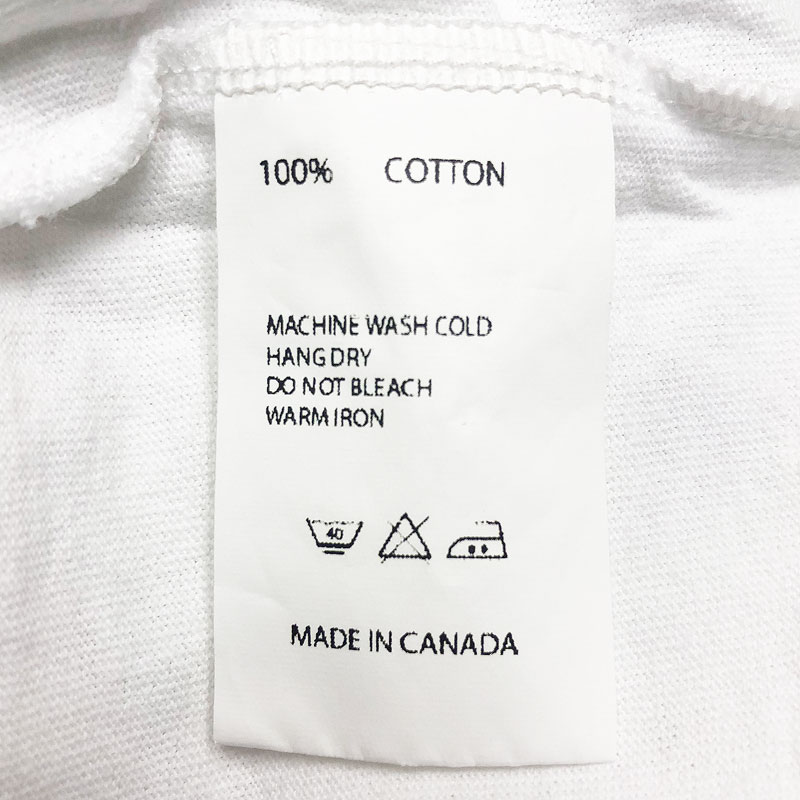 100% COTTON
MACHINE WASH COLD
HANG DRY
DO NOT BLEACH
WARM IRON
40
MADE IN CANADA